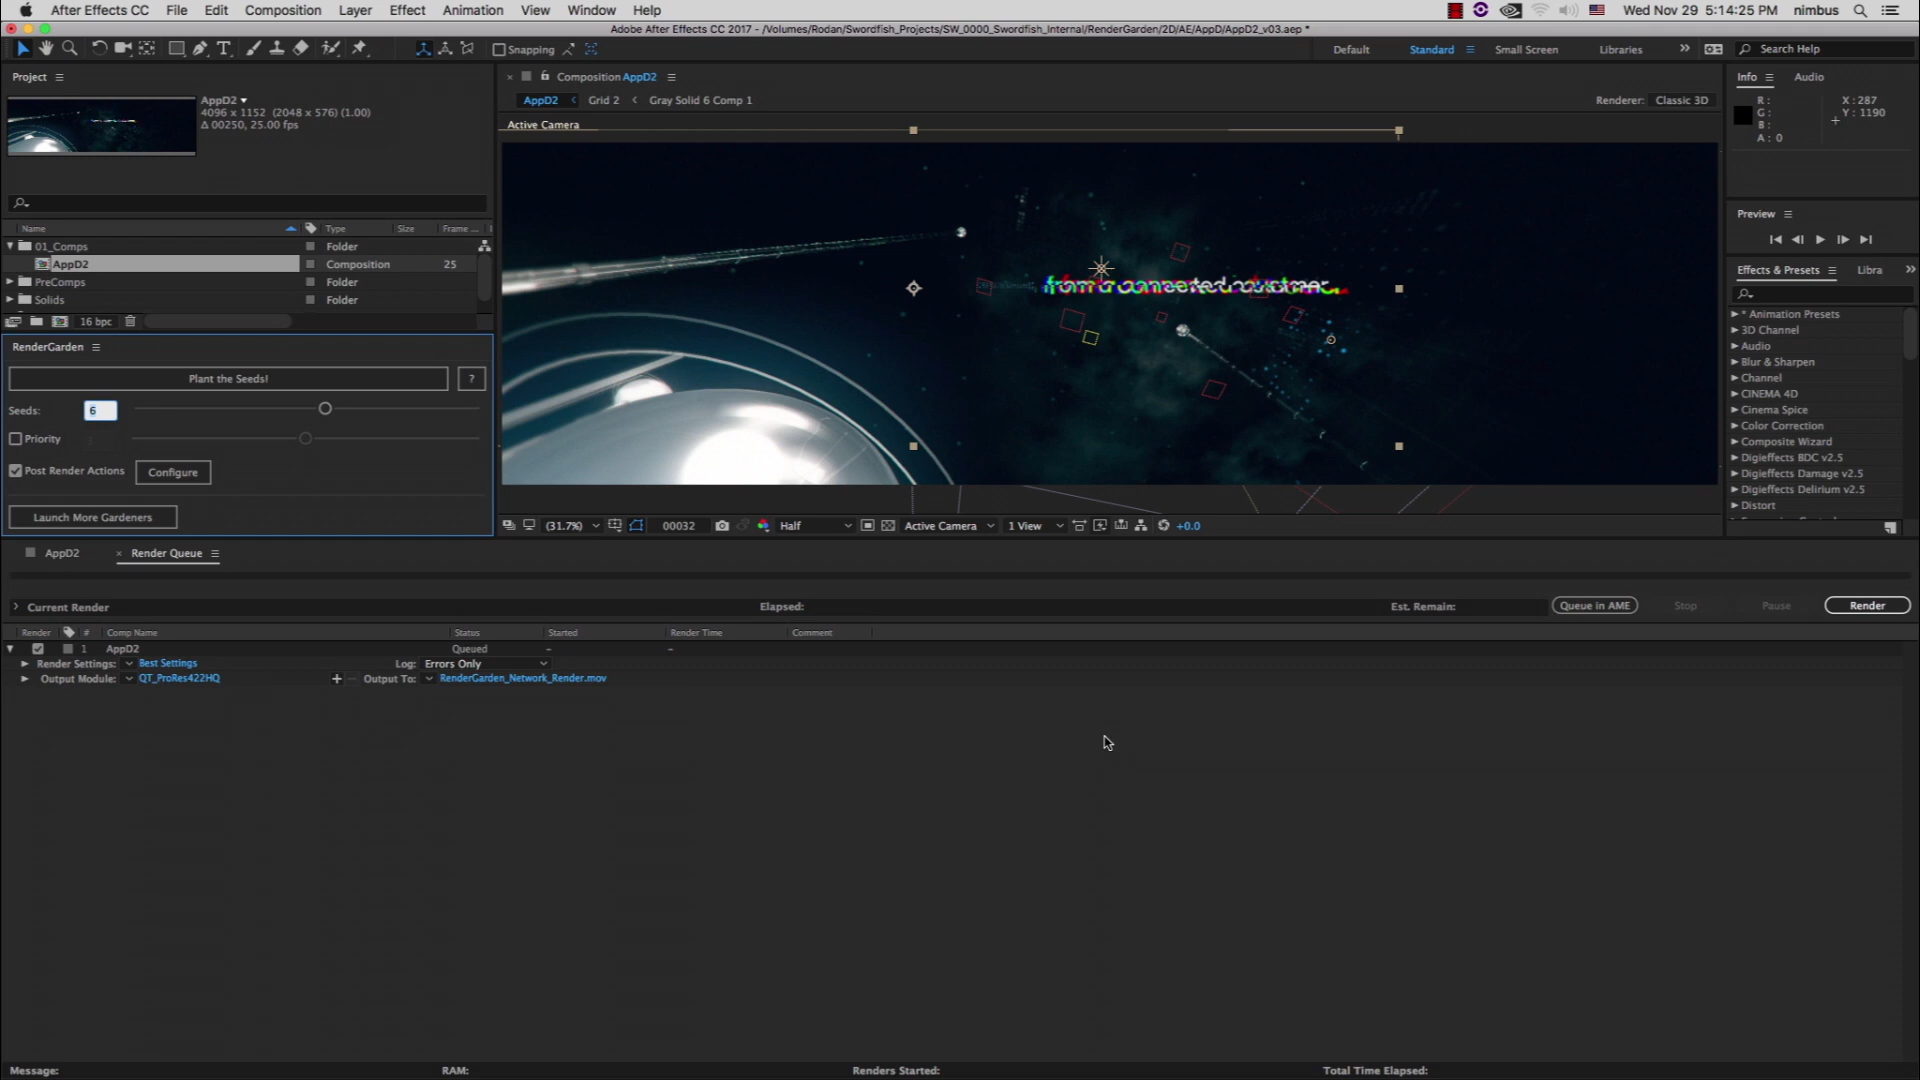 After Effects CC File Edit Composition Layer Effect Animation View Window Help
Wed Nov 29 5:14:25 PM nimbus
Adobe After Effects CC 2017 - /Volumes/Rodan/Swordfish_Projects/SW_0000_Swordfish_Internal/RenderGarden/2D/AE/AppD/AppD2_v03.aep *
Snapping
Default Standard Small Screen Libraries Search Help
Project
Composition AppD2
Info Audio
AppD2
4096 x 1152 (2048 x 576) (1.00)
Δ 00250, 25.00 fps
AppD2 Grid 2 Gray Solid 6 Comp 1
Renderer: Classic 3D
Active Camera
R:
G:
B:
A: 0
X: 287
Y: 1190
from a connected customer.
Preview
Name Type Size Frame ...
01_Comps Folder
AppD2 Composition 25
PreComps Folder
Solids Folder
16 bpc
Effects & Presets Libra
* Animation Presets
3D Channel
Audio
Blur & Sharpen
Channel
CINEMA 4D
Cinema Spice
Color Correction
Composite Wizard
Digieffects BDC v2.5
Digieffects Damage v2.5
Digieffects Delirium v2.5
Distort
RenderGarden
Plant the Seeds!
?
Seeds: 6
Priority
Post Render Actions Configure
Launch More Gardeners
(31.7%) 00032 Half Active Camera 1 View +0.0
AppD2 Render Queue
Current Render Elapsed: Est. Remain: Queue in AME Stop Pause Render
Render # Comp Name Status Started Render Time Comment
1 AppD2 Queued - -
Render Settings: Best Settings Log: Errors Only
Output Module: QT_ProRes422HQ Output To: RenderGarden_Network_Render.mov
Message: RAM: Renders Started: Total Time Elapsed: